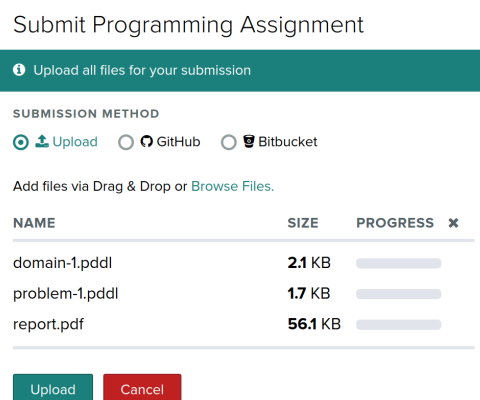 Submit Programming Assignment
Upload all files for your submission
SUBMISSION METHOD
Upload GitHub Bitbucket
Add files via Drag & Drop or Browse Files.
NAME SIZE PROGRESS
domain-1.pddl 2.1 KB
problem-1.pddl 1.7 KB
report.pdf 56.1 KB
Upload Cancel